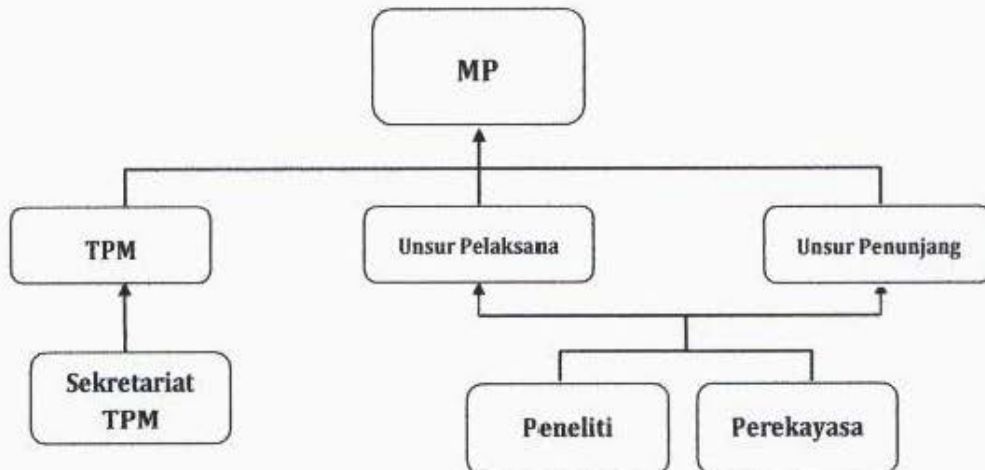 MP
TPM
Unsur Pelaksana
Unsur Penunjang
Sekretariat
TPM
Peneliti
Perekayasa